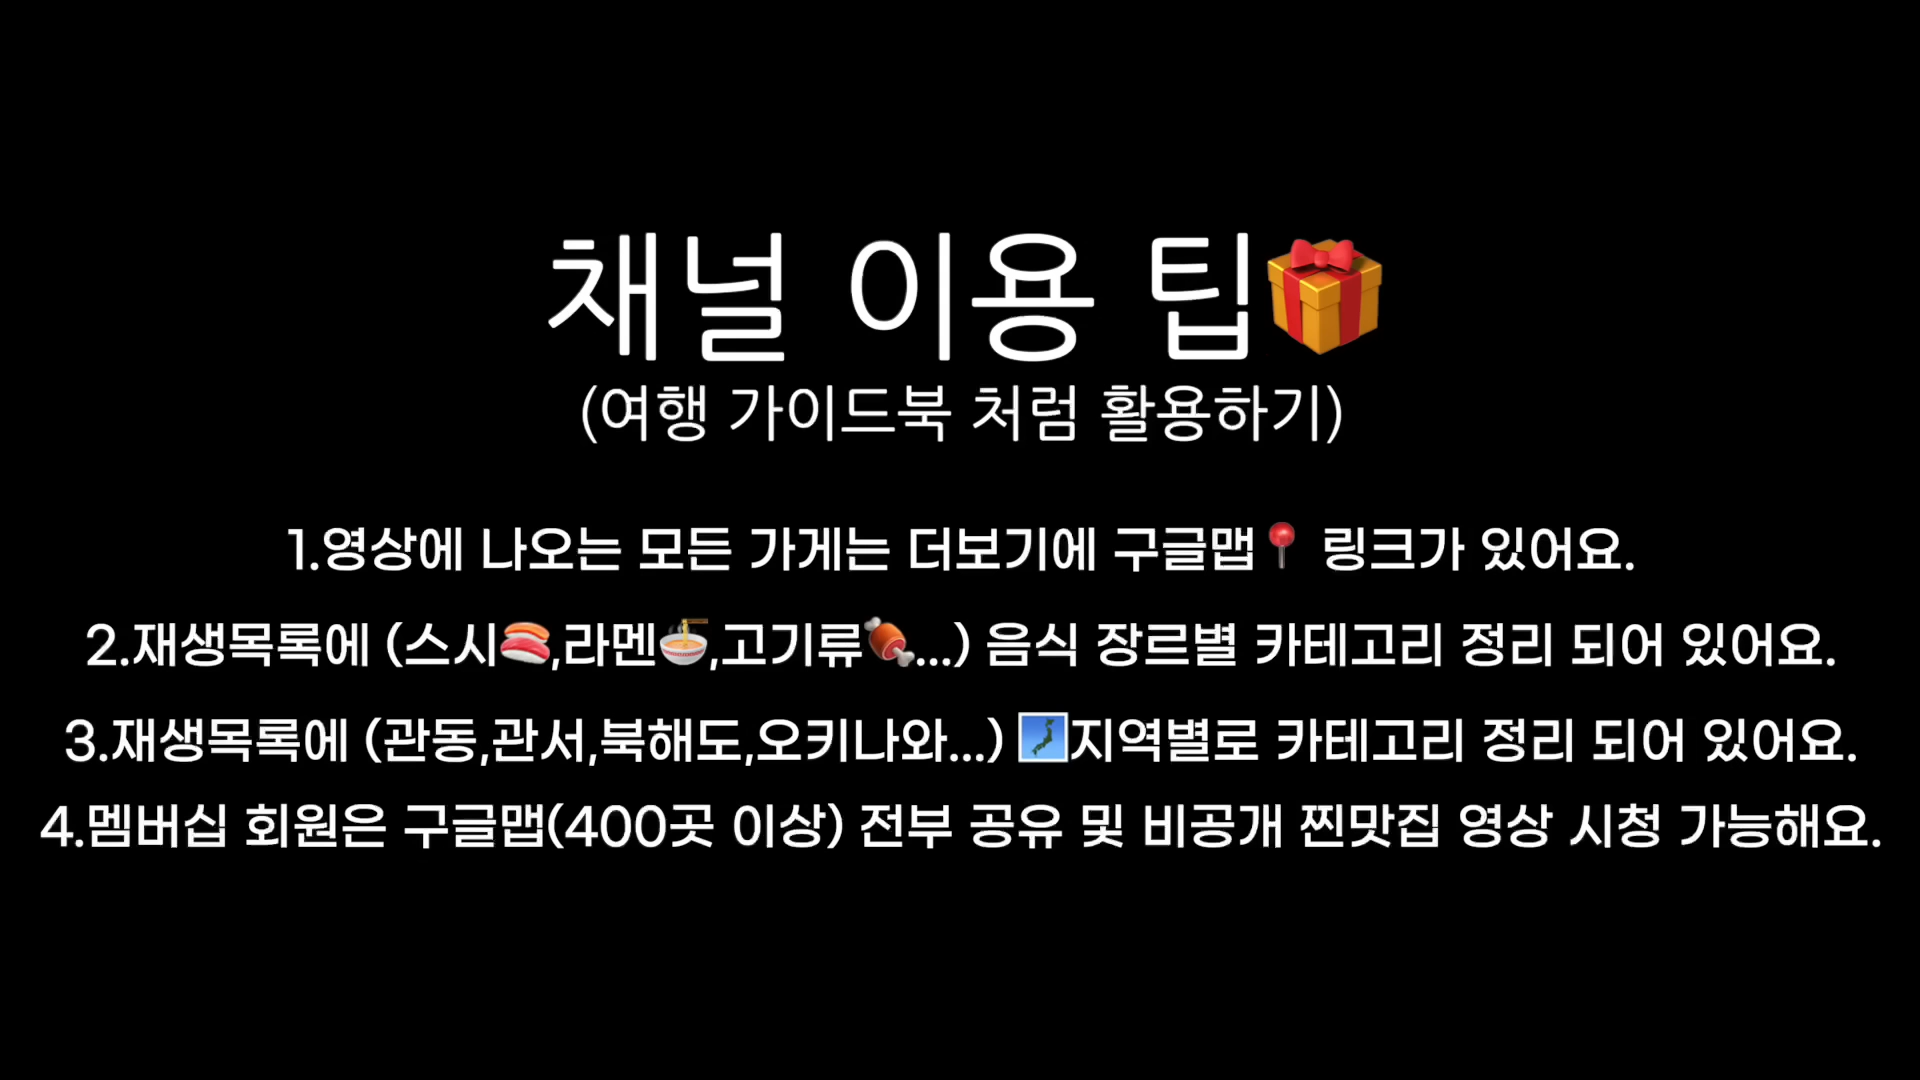 채널 이용 팁🎁
(여행 가이드북 처럼 활용하기)
1.영상에 나오는 모든 가게는 더보기에 구글맵📍 링크가 있어요.
2.재생목록에 (스시🍣,라멘🍜,고기류🍖...) 음식 장르별 카테고리 정리 되어 있어요.
3.재생목록에 (관동,관서,북해도,오키나와...) 🗾지역별로 카테고리 정리 되어 있어요.
4.멤버십 회원은 구글맵(400곳 이상) 전부 공유 및 비공개 찐맛집 영상 시청 가능해요.